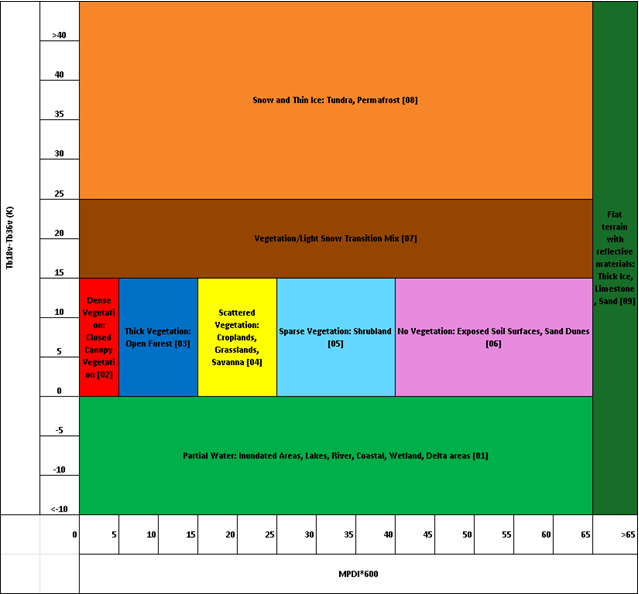 >40
40
35
30
25
20
15
10
5
0
-5
-10
<-10
Tb18v-Tb36v (K)
Snow and Thin Ice: Tundra, Permafrost [08]
Vegetation/Light Snow Transition Mix [07]
Flat
terrain
with
reflective
materials:
Thick Ice,
Limestone
, Sand [09]
Dense
Vegetati
on:
Closed
Canopy
Vegetati
on [02]
Thick Vegetation:
Open Forest [03]
Scattered
Vegetation:
Croplands,
Grasslands,
Savanna [04]
Sparse Vegetation: Shrubland
[05]
No Vegetation: Exposed Soil Surfaces, Sand Dunes
[06]
Partial Water: Inundated Areas, Lakes, River, Coastal, Wetland, Delta areas [01]
0 5 10 15 20 25 30 35 40 45 50 55 60 65 >65
MPDI*600